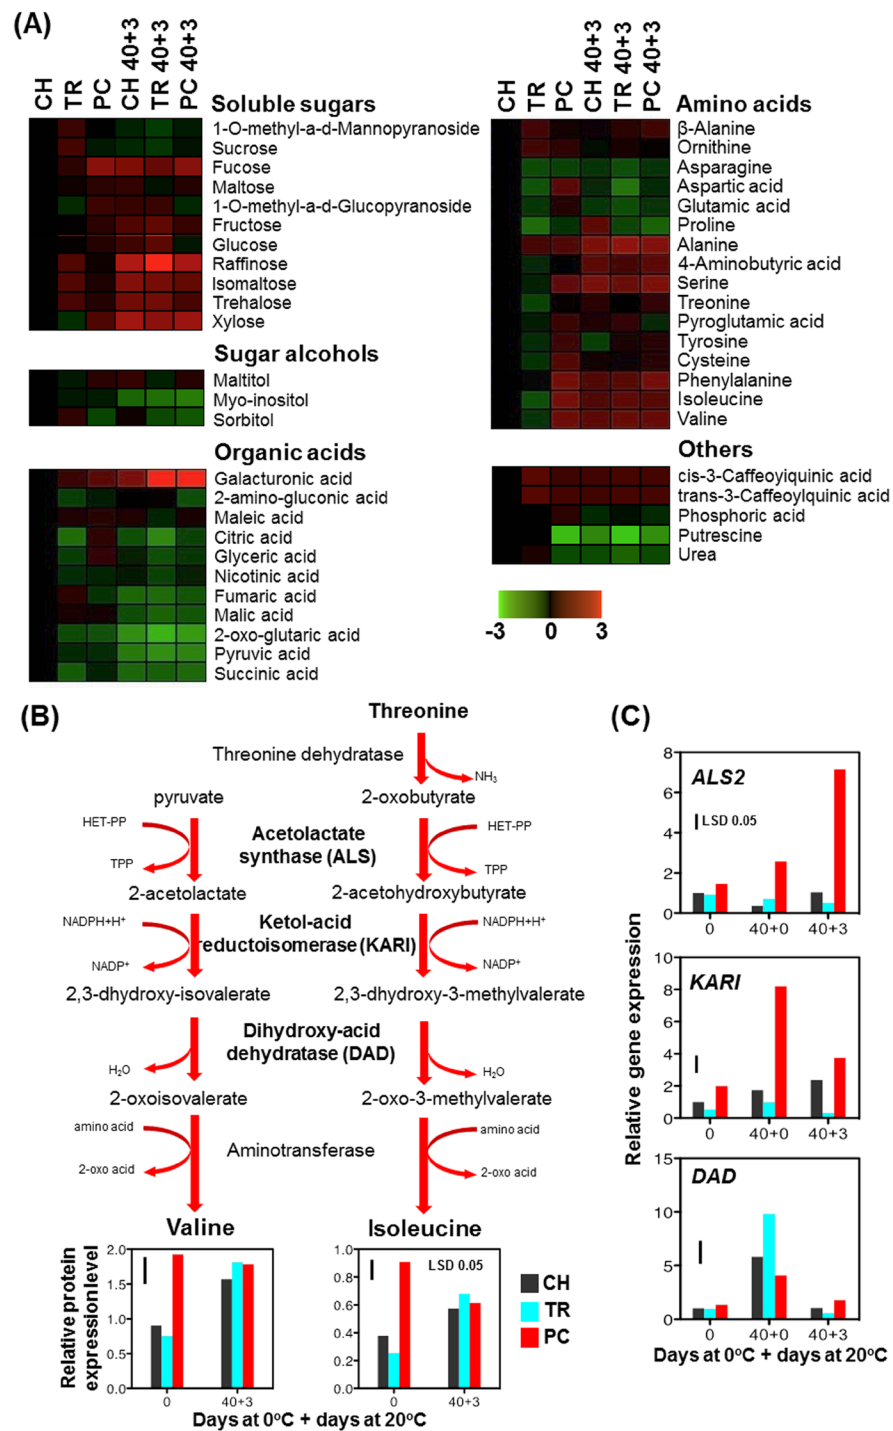 (A)
CH TR PC CH 40+3 TR 40+3 PC 40+3
Soluble sugars
1-O-methyl-a-d-Mannopyranoside
Sucrose
Fucose
Maltose
1-O-methyl-a-d-Glucopyranoside
Fructose
Glucose
Raffinose
Isomaltose
Trehalose
Xylose
Sugar alcohols
Maltitol
Myo-inositol
Sorbitol
Organic acids
Galacturonic acid
2-amino-gluconic acid
Maleic acid
Citric acid
Glyceric acid
Nicotinic acid
Fumaric acid
Malic acid
2-oxo-glutaric acid
Pyruvic acid
Succinic acid
CH TR PC CH 40+3 TR 40+3 PC 40+3
Amino acids
β-Alanine
Ornithine
Asparagine
Aspartic acid
Glutamic acid
Proline
Alanine
4-Aminobutyric acid
Serine
Treonine
Pyroglutamic acid
Tyrosine
Cysteine
Phenylalanine
Isoleucine
Valine
Others
cis-3-Caffeoyiquinic acid
trans-3-Caffeoylquinic acid
Phosphoric acid
Putrescine
Urea
-3 0 3
(B)
Threonine
Threonine dehydratase
NH3
pyruvate 2-oxobutyrate
HET-PP Acetolactate HET-PP
TPP synthase (ALS) TPP
2-acetolactate 2-acetohydroxybutyrate
NADPH+H+ Ketol-acid NADPH+H+
reductoisomerase (KARI)
NADP+ NADP+
2,3-dhydroxy-isovalerate 2,3-dhydroxy-3-methylvalerate
Dihydroxy-acid
dehydratase (DAD)
H2O H2O
2-oxoisovalerate 2-oxo-3-methylvalerate
amino acid amino acid
Aminotransferase
2-oxo acid 2-oxo acid
Valine Isoleucine
Relative protein
expression level
2.0
1.5
1.0
0.5
0.0
0 40+3
1.0
0.8
0.6
0.4
0.2
0.0
LSD 0.05
0 40+3
Days at 0ºC + days at 20ºC
CH
TR
PC
(C)
Relative gene expression
ALS2
LSD 0.05
8
6
4
2
0
0 40+0 40+3
KARI
10
8
6
4
2
0
0 40+0 40+3
DAD
15
10
5
0
0 40+0 40+3
Days at 0ºC + days at 20ºC